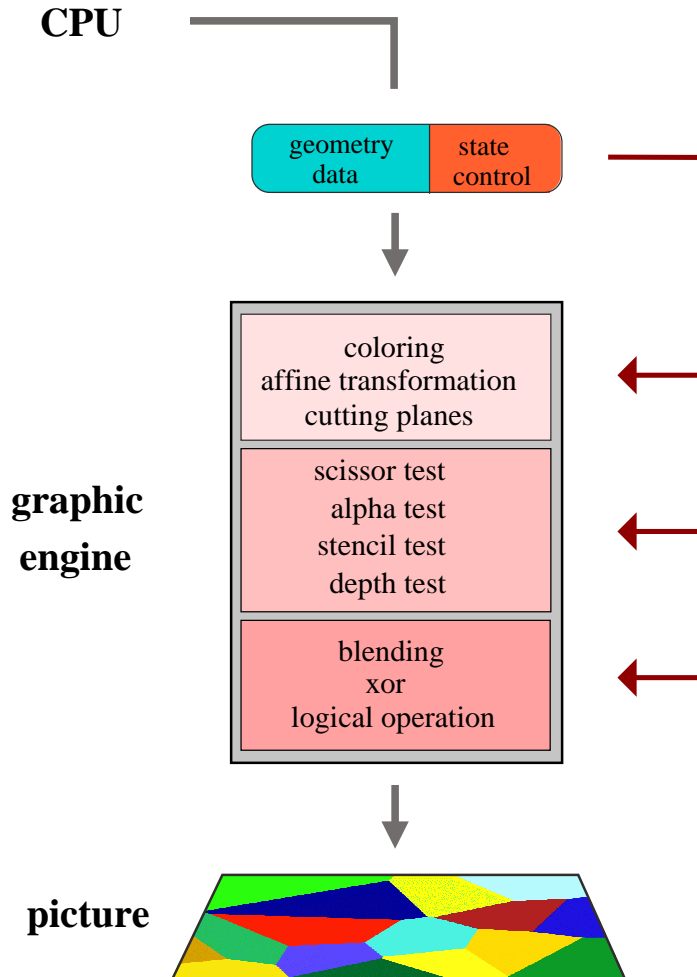 CPU
geometry
data
state
control
coloring
affine transformation
cutting planes
scissor test
alpha test
stencil test
depth test
graphic
engine
blending
xor
logical operation
picture